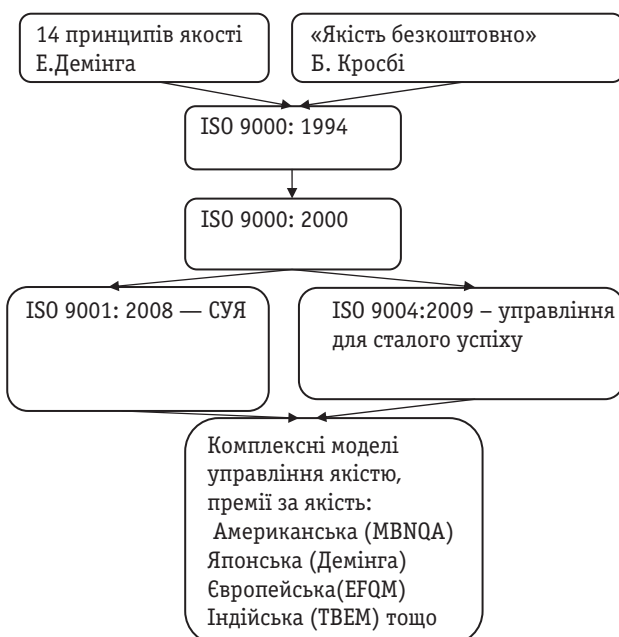 14 принципів якості
Е.Демінга
«Якість безкоштовно»
Б. Кросбі
ISO 9000: 1994
ISO 9000: 2000
ISO 9001: 2008 — СУЯ
ISO 9004:2009 – управління
для сталого успіху
Комплексні моделі
управління якістю,
премії за якість:
Американська (MBNQA)
Японська (Демінга)
Європейська(EFQM)
Індійська (TBEM) тощо